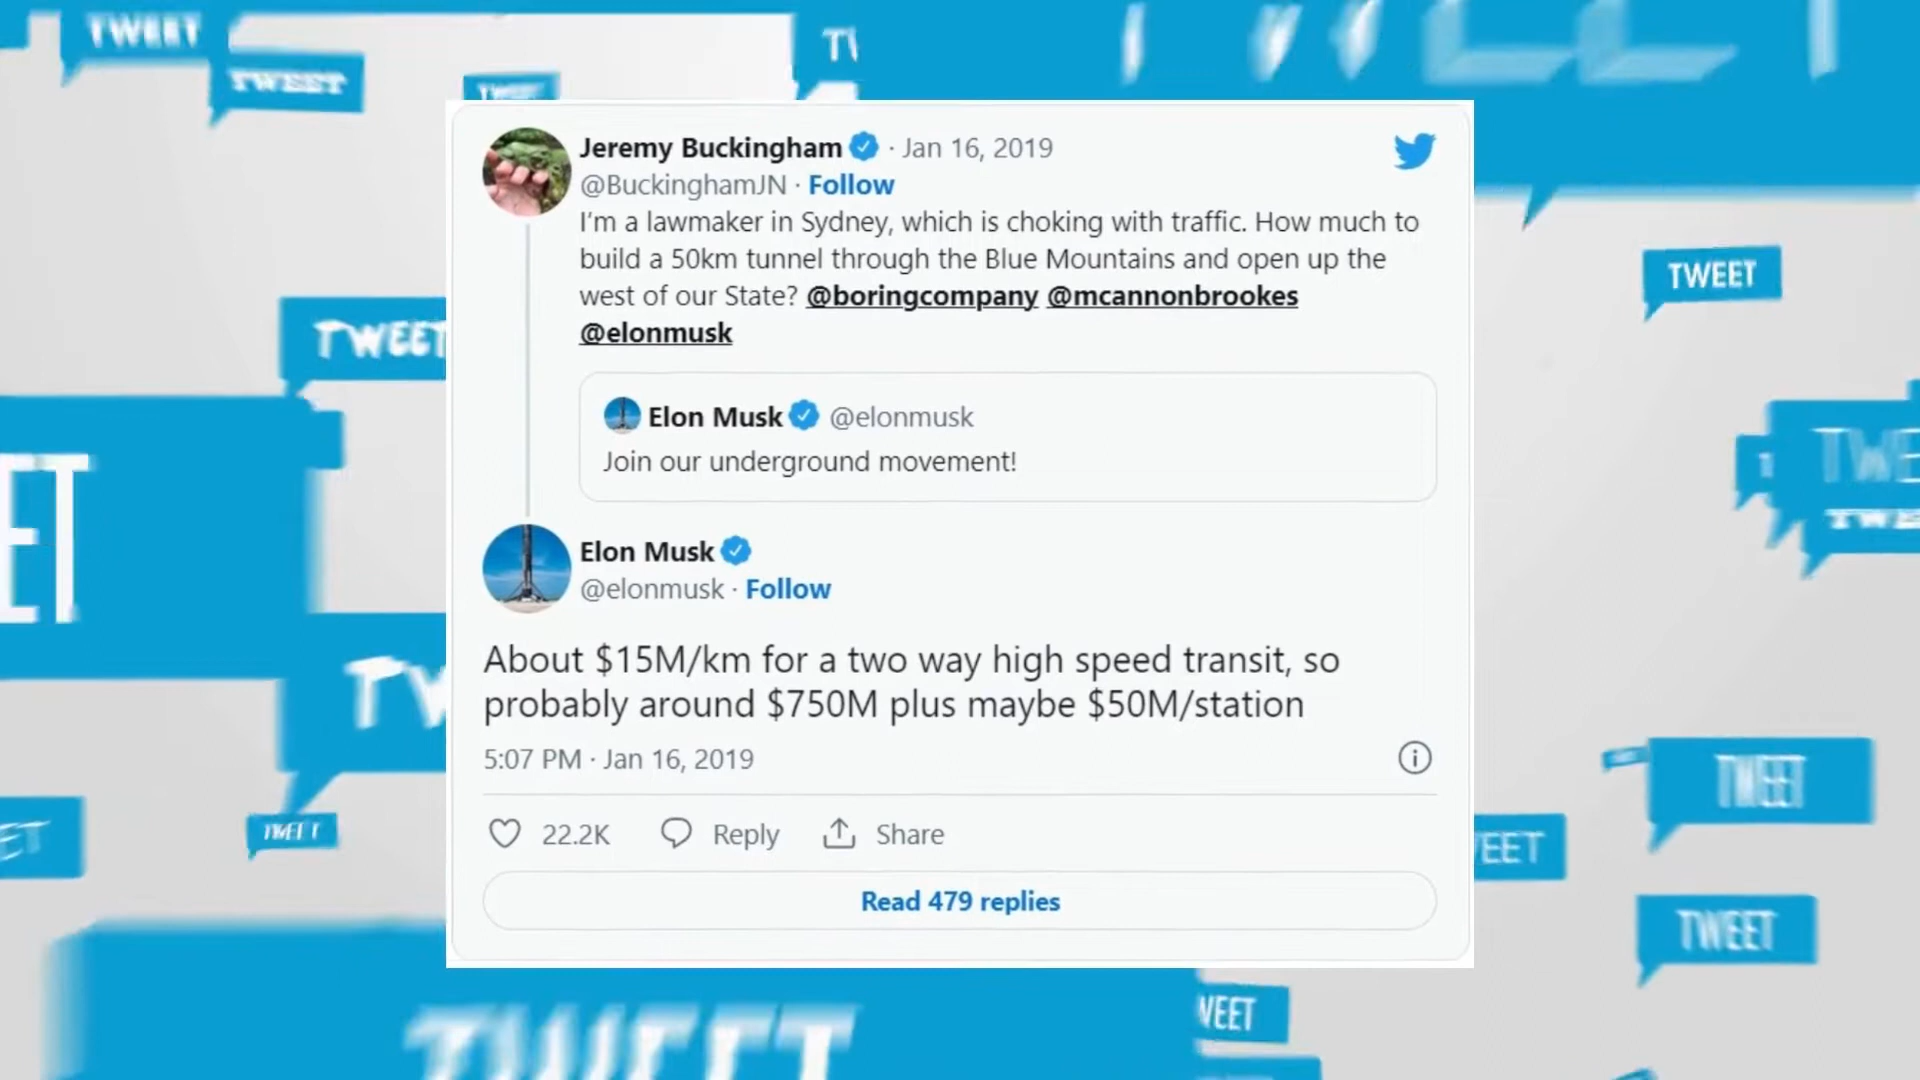 TWEET
TWEET
TWEET
Jeremy Buckingham · Jan 16, 2019
@BuckinghamJN · Follow
I'm a lawmaker in Sydney, which is choking with traffic. How much to
build a 50km tunnel through the Blue Mountains and open up the
west of our State? @boringcompany @mcannonbrookes
@elonmusk
TWEET
TWEET
Elon Musk @elonmusk
Join our underground movement!
Elon Musk
@elonmusk · Follow
About $15M/km for a two way high speed transit, so
probably around $750M plus maybe $50M/station
5:07 PM · Jan 16, 2019
TWEET
TWEET
22.2K Reply Share
Read 479 replies
TWEET
TWEET